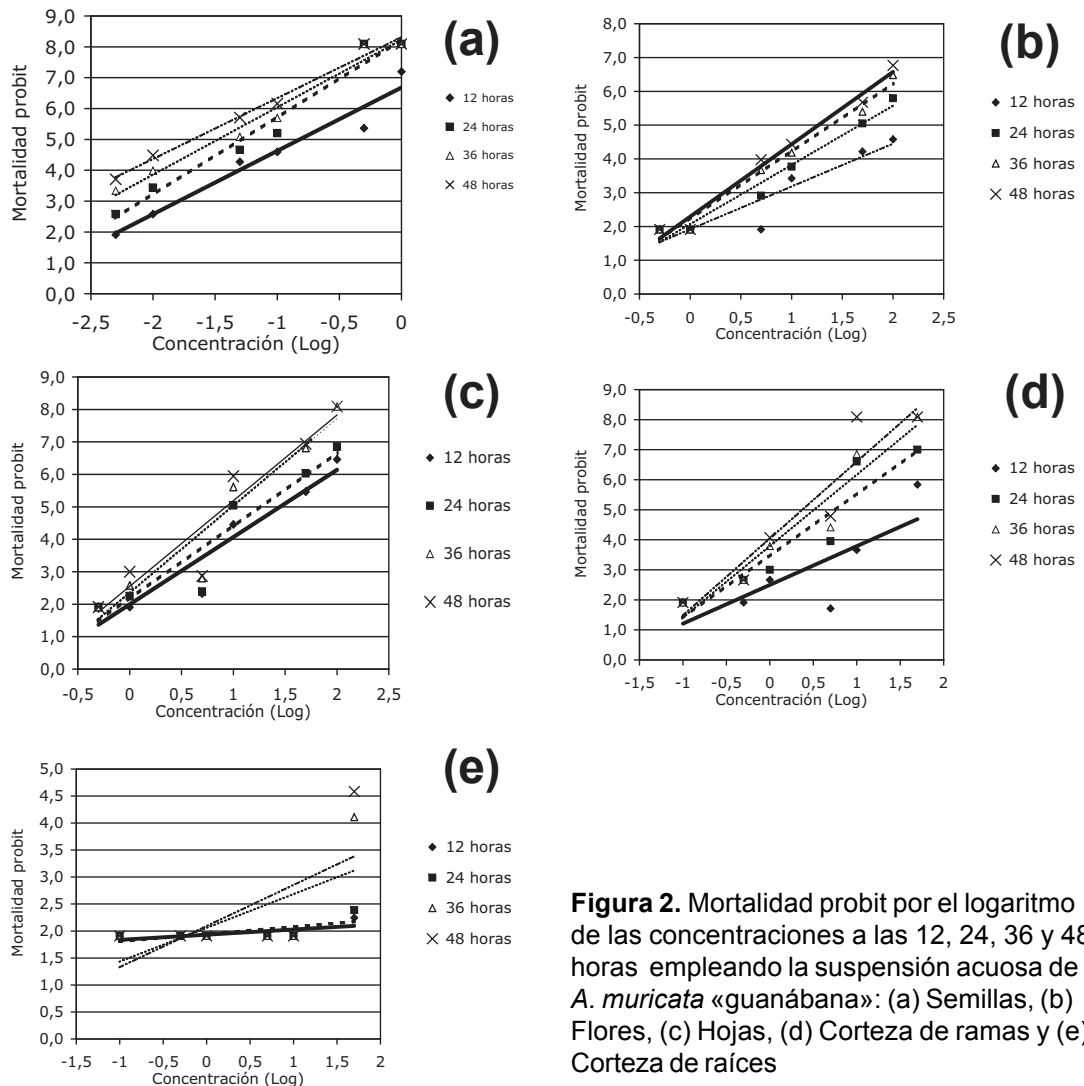 9,0
8,0
7,0
6,0
5,0
4,0
3,0
2,0
1,0
0,0
Mortalidad probit
-2,5 -2 -1,5 -1 -0,5 0
Concentración (Log)
(a)
12 horas
24 horas
36 horas
48 horas
8,0
7,0
6,0
5,0
4,0
3,0
2,0
1,0
0,0
Mortalidad probit
-0,5 0 0,5 1,0 1,5 2,0 2,5
Concentración (Log)
(b)
12 horas
24 horas
36 horas
48 horas
9,0
8,0
7,0
6,0
5,0
4,0
3,0
2,0
1,0
0,0
Mortalidad probit
-0,5 0 0,5 1 1,5 2 2,5
Concentración (Log)
(c)
12 horas
24 horas
36 horas
48 horas
9,0
8,0
7,0
6,0
5,0
4,0
3,0
2,0
1,0
0,0
Mortalidad probit
-1,5 -1 -0,5 0 0,5 1 1,5 2
Concentración (Log)
(d)
12 horas
24 horas
36 horas
48 horas
5,0
4,5
4,0
3,5
3,0
2,5
2,0
1,5
1,0
0,5
0,0
Mortalidad probit
-1,5 -1 -0,5 0 0,5 1 1,5 2
Concentración (Log)
(e)
12 horas
24 horas
36 horas
48 horas
Figura 2. Mortalidad probit por el logaritmo
de las concentraciones a las 12, 24, 36 y 48
horas empleando la suspensión acuosa de
A. muricata «guanábana»: (a) Semillas, (b)
Flores, (c) Hojas, (d) Corteza de ramas y (e)
Corteza de raíces